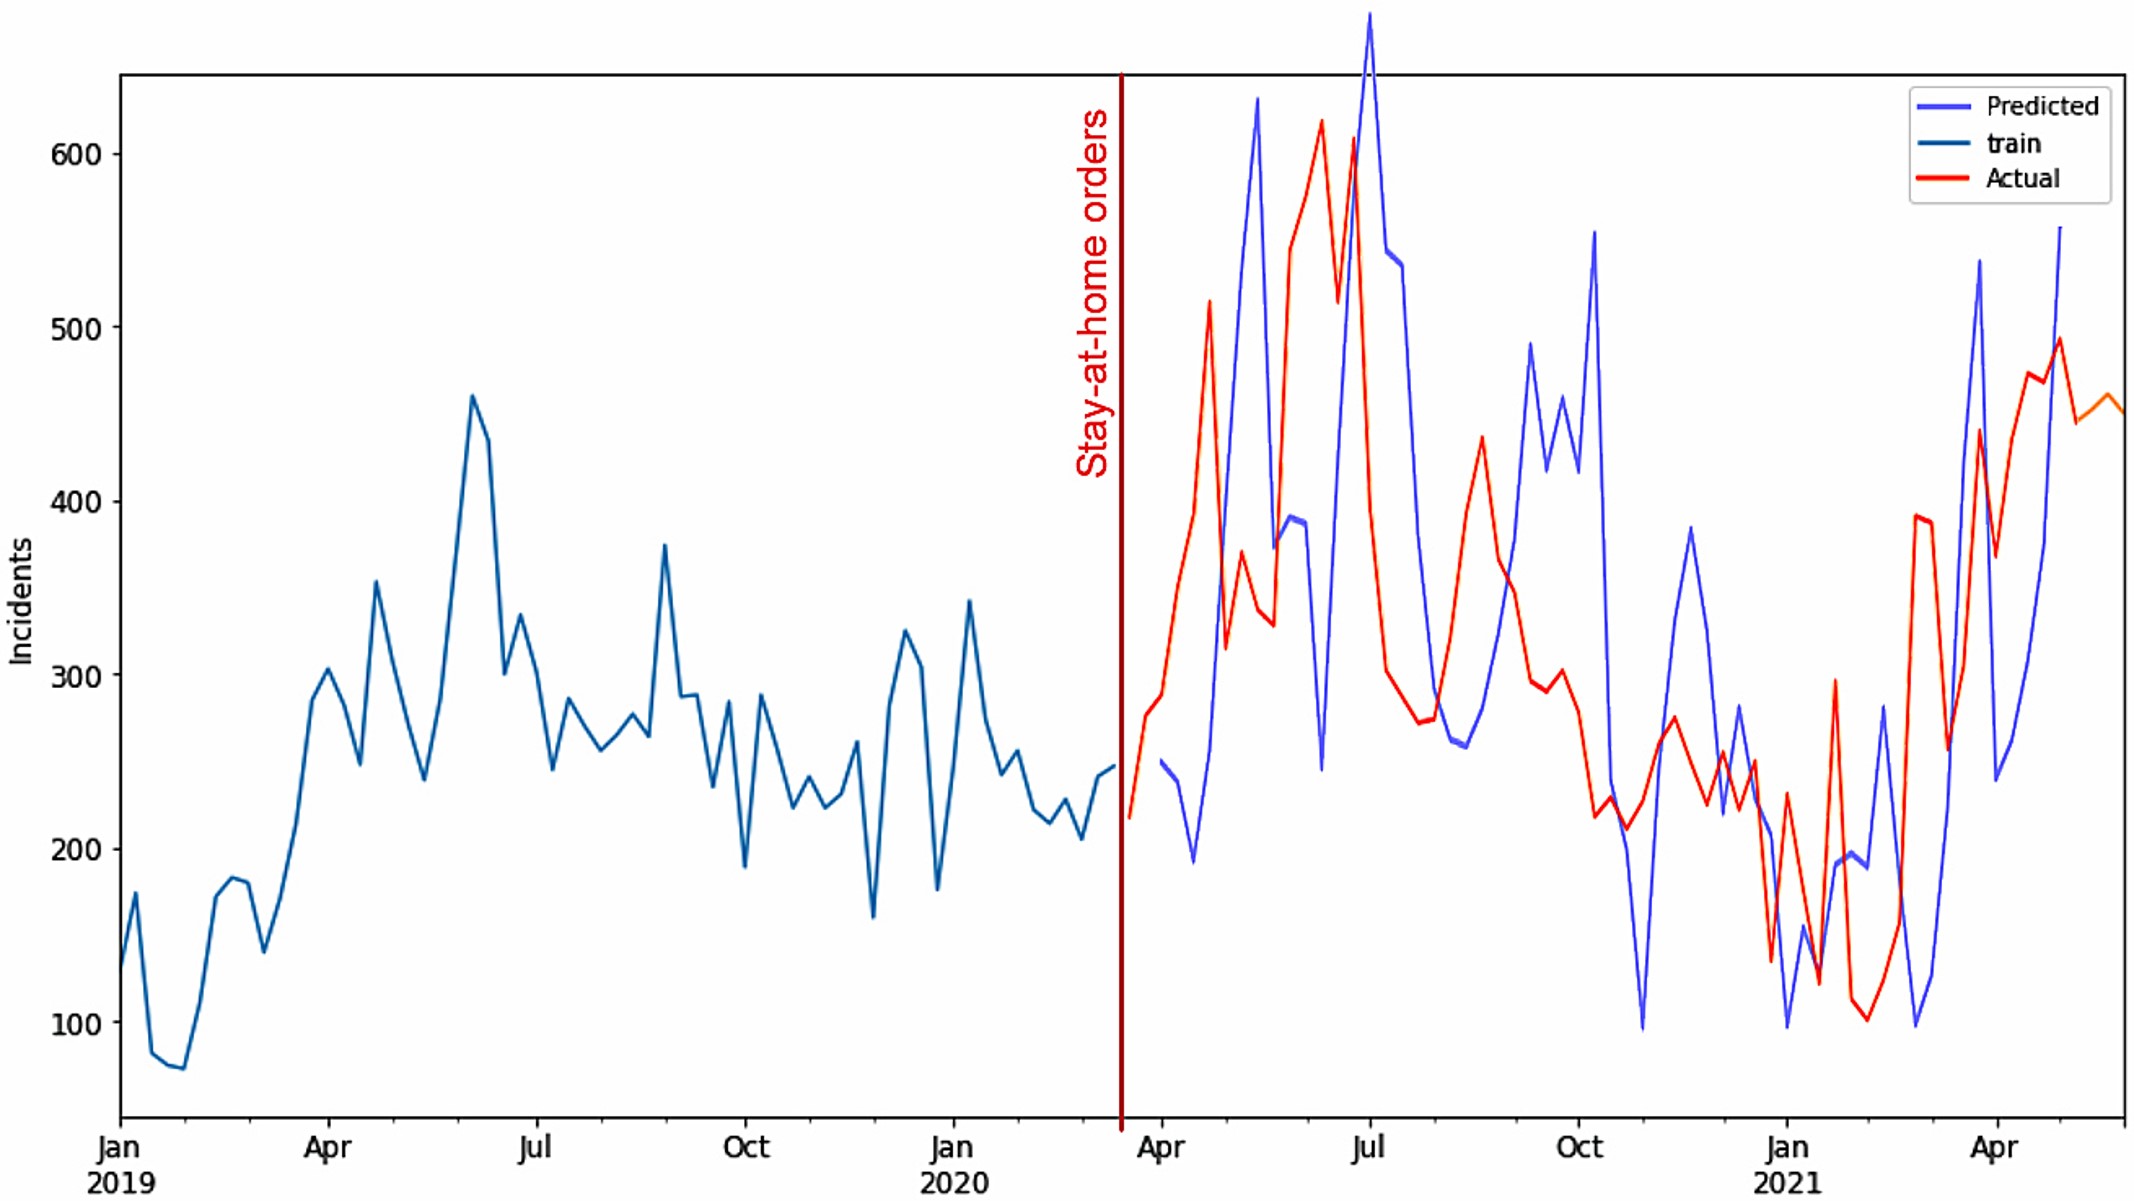 Predicted
train
Actual
Stay-at-home orders
Incidents
600
500
400
300
200
100
Jan Apr Jul Oct Jan Apr Jul Oct Jan Apr
2019 2020 2021